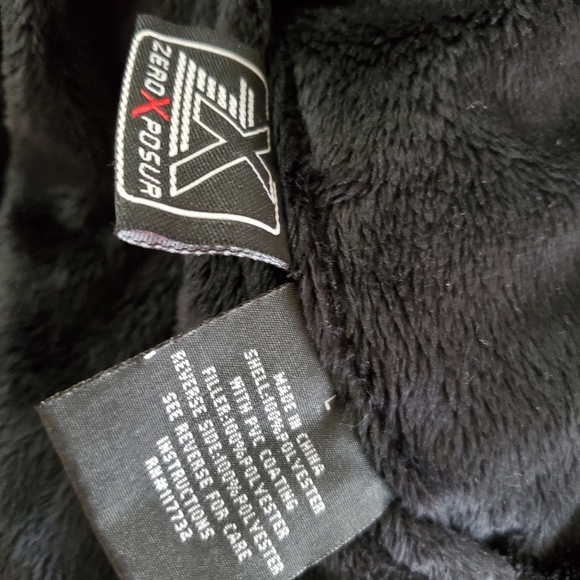 ZX
ZEROXPOSUR
L
MADE IN CHINA
SHELL:100%POLYESTER
WITH PVC COATING
FILLER:100%POLYESTER
REVERSE SIDE:100%POLYESTER
SEE REVERSE FOR CARE
INSTRUCTIONS
RN#117732